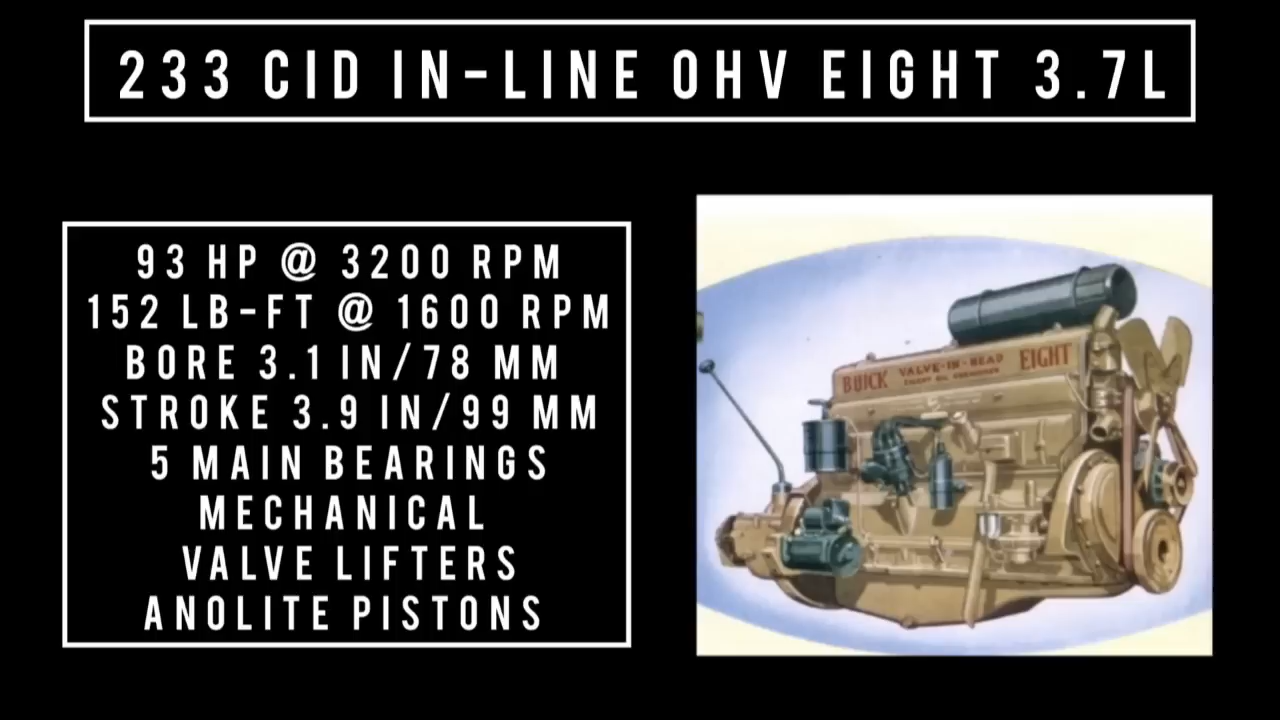 233 CID IN-LINE OHV EIGHT 3.7L
93 HP @ 3200 RPM
152 LB-FT @ 1600 RPM
BORE 3.1 IN/78 MM
STROKE 3.9 IN/99 MM
5 MAIN BEARINGS
MECHANICAL
VALVE LIFTERS
ANOLITE PISTONS
BUICK VALVE-IN-HEAD EIGHT